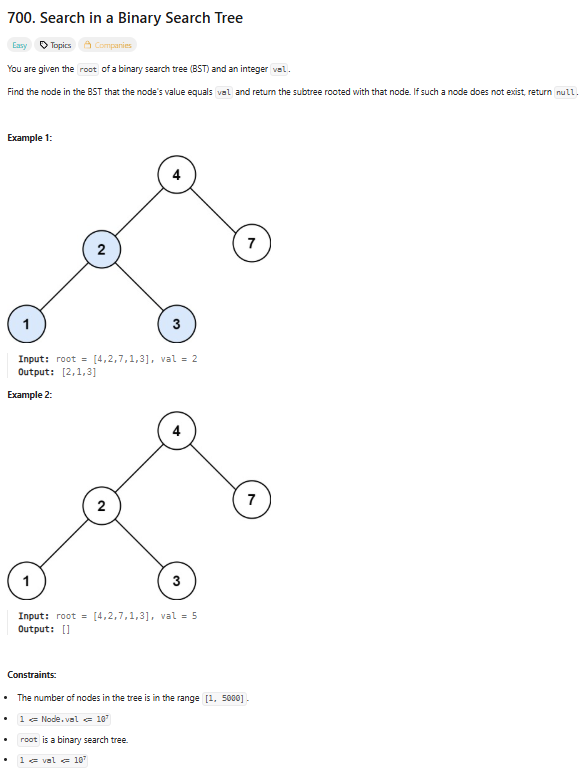 700. Search in a Binary Search Tree
Easy Topics Companies
You are given the root of a binary search tree (BST) and an integer val.
Find the node in the BST that the node's value equals val and return the subtree rooted with that node. If such a node does not exist, return null.
Example 1:
4
2 7
1 3
Input: root = [4,2,7,1,3], val = 2
Output: [2,1,3]
Example 2:
4
2 7
1 3
Input: root = [4,2,7,1,3], val = 5
Output: []
Constraints:
• The number of nodes in the tree is in the range [1, 5000].
• 1 <= Node.val <= 10⁷
• root is a binary search tree.
• 1 <= val <= 10⁷